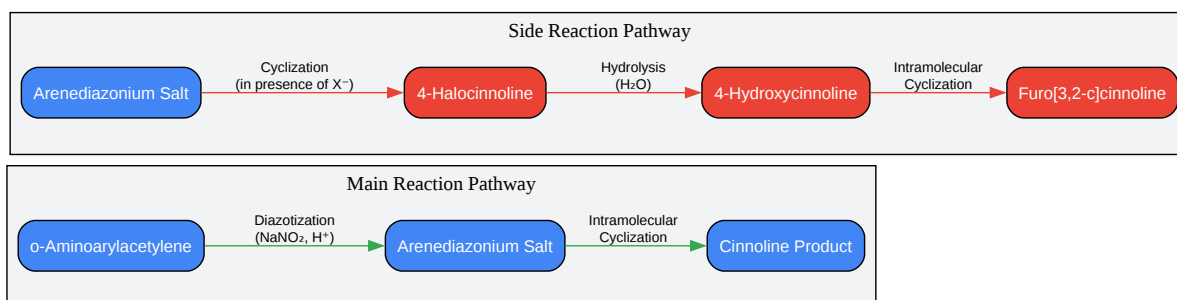 Side Reaction Pathway
Arenediazonium Salt
Cyclization
(in presence of X⁻)
4-Halocinnoline
Hydrolysis
(H₂O)
4-Hydroxycinnoline
Intramolecular
Cyclization
Furo[3,2-c]cinnoline
Main Reaction Pathway
o-Aminoarylacetylene
Diazotization
(NaNO₂, H⁺)
Arenediazonium Salt
Intramolecular
Cyclization
Cinnoline Product